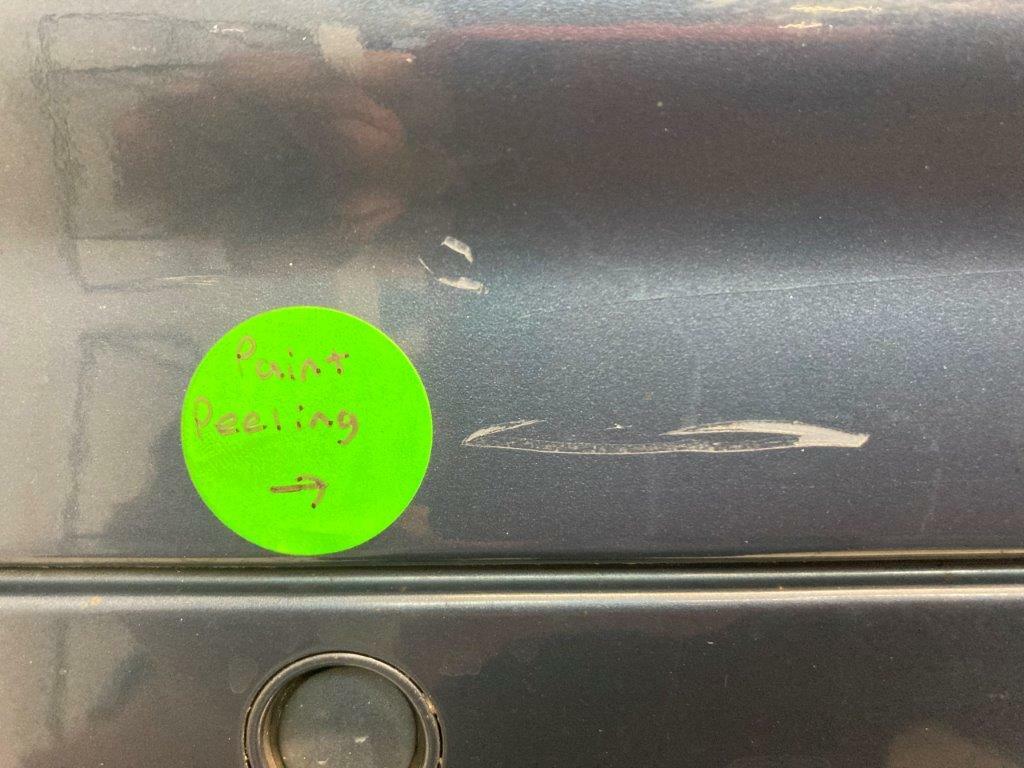 Paint
Peeling
→